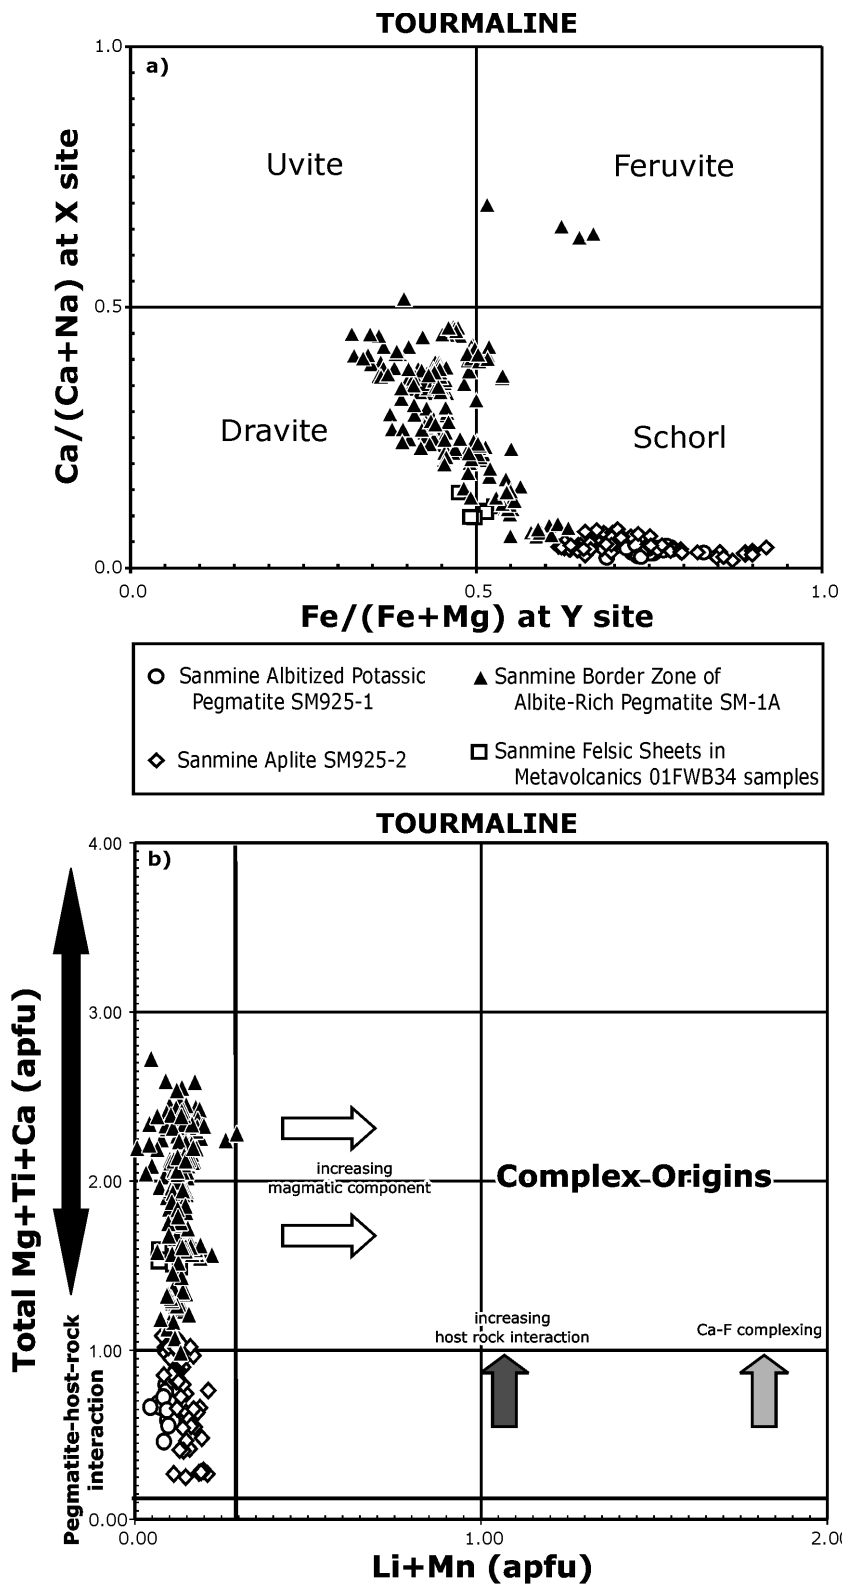 TOURMALINE
1.0
a)
Uvite
Feruvite
Ca/(Ca+Na) at X site
0.5
Dravite
Schorl
0.0
0.0
0.5
1.0
Fe/(Fe+Mg) at Y site
Sanmine Albitized Potassic
Pegmatite SM925-1
Sanmine Border Zone of
Albite-Rich Pegmatite SM-1A
Sanmine Aplite SM925-2
Sanmine Felsic Sheets in
Metavolcanics 01FWB34 samples
TOURMALINE
4.00
b)
3.00
Total Mg+Ti+Ca (apfu)
increasing
magmatic component
2.00
Complex Origins
increasing
host rock interaction
Ca-F complexing
1.00
Pegmatite-host-rock
interaction
0.00
0.00
1.00
2.00
Li+Mn (apfu)